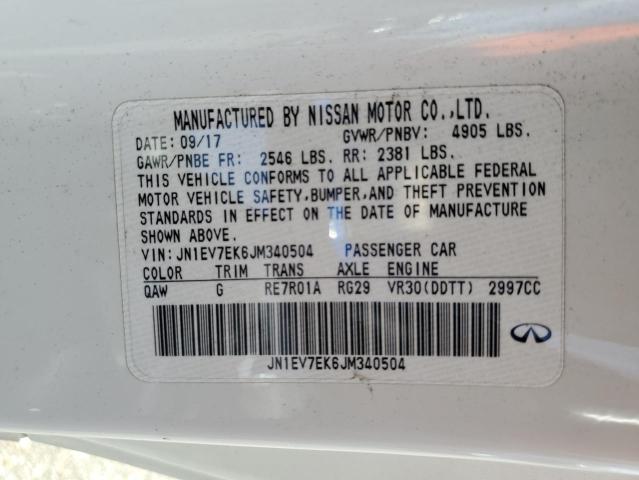 MANUFACTURED BY NISSAN MOTOR CO.,LTD.
DATE: 09/17 GVWR/PNBV: 4905 LBS.
GAWR/PNBE FR: 2546 LBS. RR: 2381 LBS.
THIS VEHICLE CONFORMS TO ALL APPLICABLE FEDERAL
MOTOR VEHICLE SAFETY,BUMPER,AND THEFT PREVENTION
STANDARDS IN EFFECT ON THE DATE OF MANUFACTURE
SHOWN ABOVE.
VIN: JN1EV7EK6JM340504 PASSENGER CAR
COLOR TRIM TRANS AXLE ENGINE
QAW G RE7R01A RG29 VR30(DDTT) 2997CC
JN1EV7EK6JM340504